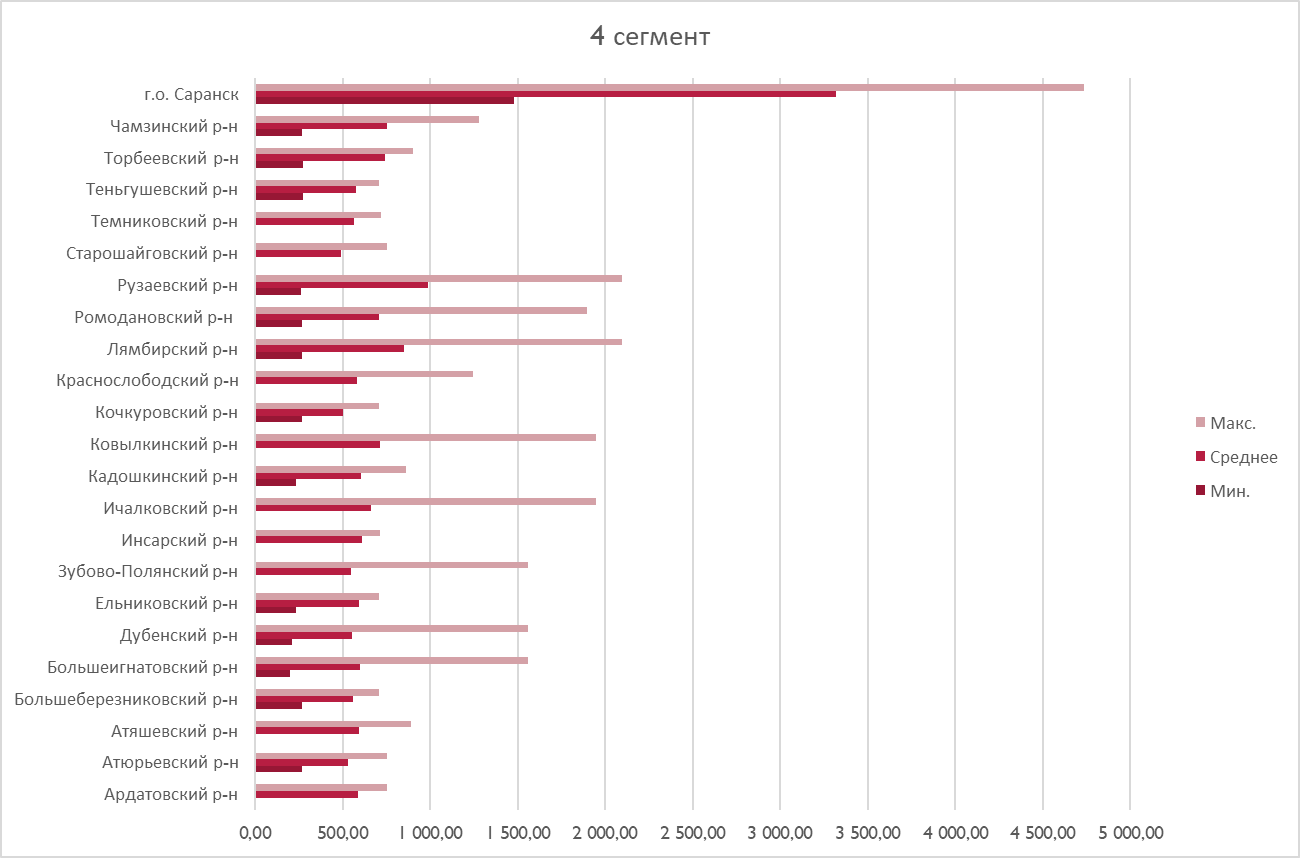 4 сегмент
г.о. Саранск
Чамзинский р-н
Торбеевский р-н
Теньгушевский р-н
Темниковский р-н
Старошайговский р-н
Рузаевский р-н
Ромодановский р-н
Лямбирский р-н
Краснослободский р-н
Кочкуровский р-н
Ковылкинский р-н
Кадошкинский р-н
Ичалковский р-н
Инсарский р-н
Зубово-Полянский р-н
Ельниковский р-н
Дубенский р-н
Большеигнатовский р-н
Большеберезниковский р-н
Атяшевский р-н
Атюрьевский р-н
Ардатовский р-н
0,00 500,00 1 000,00 1 500,00 2 000,00 2 500,00 3 000,00 3 500,00 4 000,00 4 500,00 5 000,00
Макс.
Среднее
Мин.